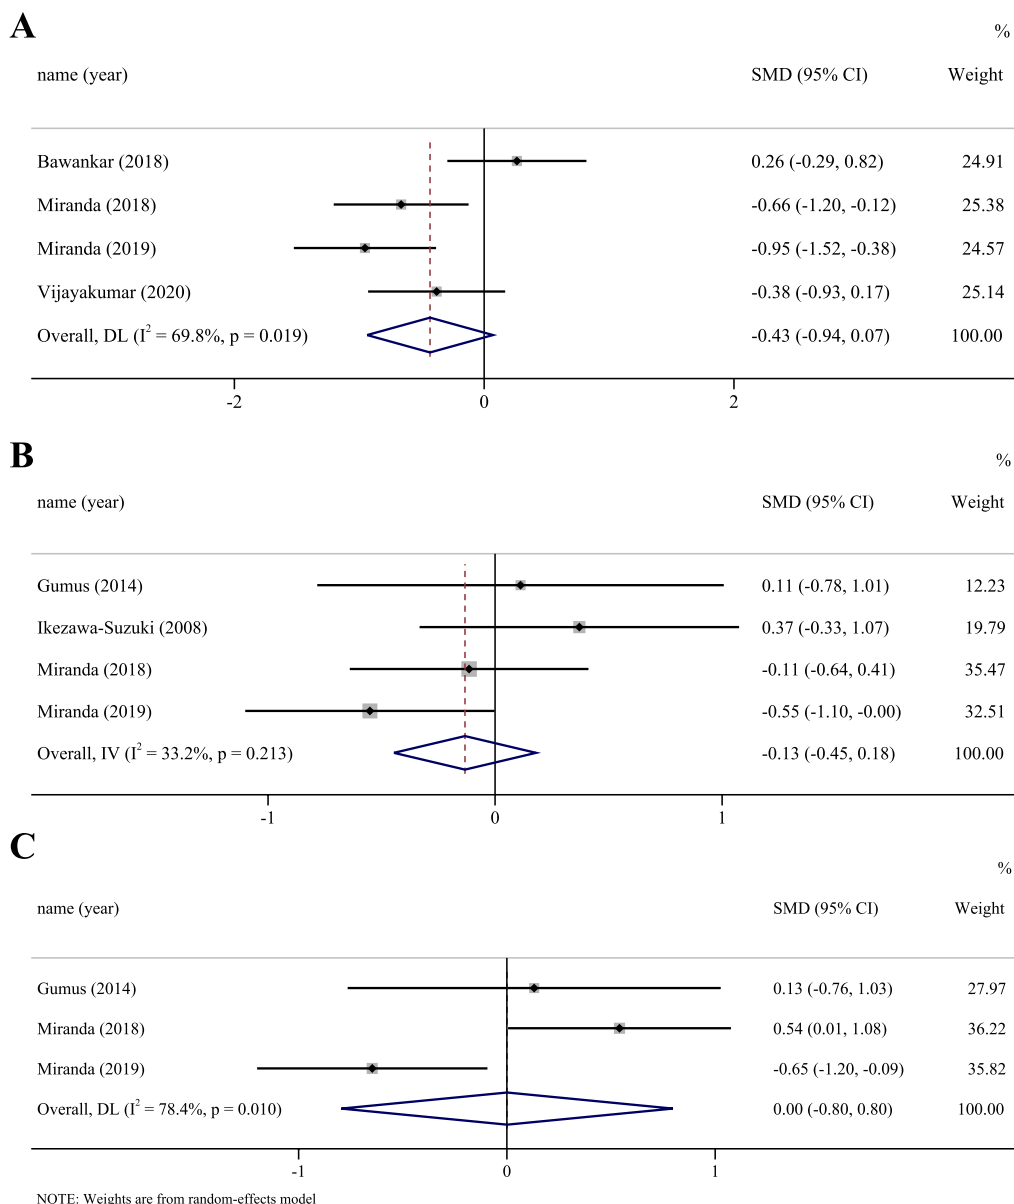 A
%
name (year) SMD (95% CI) Weight
Bawankar (2018) 0.26 (-0.29, 0.82) 24.91
Miranda (2018) -0.66 (-1.20, -0.12) 25.38
Miranda (2019) -0.95 (-1.52, -0.38) 24.57
Vijayakumar (2020) -0.38 (-0.93, 0.17) 25.14
Overall, DL (I² = 69.8%, p = 0.019) -0.43 (-0.94, 0.07) 100.00
-2 0 2
B
%
name (year) SMD (95% CI) Weight
Gumus (2014) 0.11 (-0.78, 1.01) 12.23
Ikezawa-Suzuki (2008) 0.37 (-0.33, 1.07) 19.79
Miranda (2018) -0.11 (-0.64, 0.41) 35.47
Miranda (2019) -0.55 (-1.10, -0.00) 32.51
Overall, IV (I² = 33.2%, p = 0.213) -0.13 (-0.45, 0.18) 100.00
-1 0 1
C
%
name (year) SMD (95% CI) Weight
Gumus (2014) 0.13 (-0.76, 1.03) 27.97
Miranda (2018) 0.54 (0.01, 1.08) 36.22
Miranda (2019) -0.65 (-1.20, -0.09) 35.82
Overall, DL (I² = 78.4%, p = 0.010) 0.00 (-0.80, 0.80) 100.00
-1 0 1
NOTE: Weights are from random-effects model